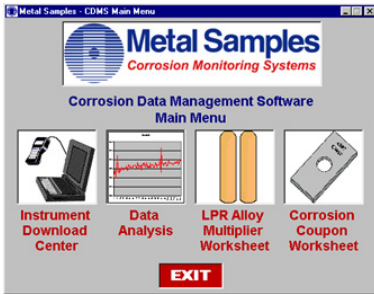 Metal Samples - CDMS Main Menu
Metal Samples
Corrosion Monitoring Systems
Corrosion Data Management Software
Main Menu
Instrument
Download
Center
Data
Analysis
LPR Alloy
Multiplier
Worksheet
Corrosion
Coupon
Worksheet
EXIT